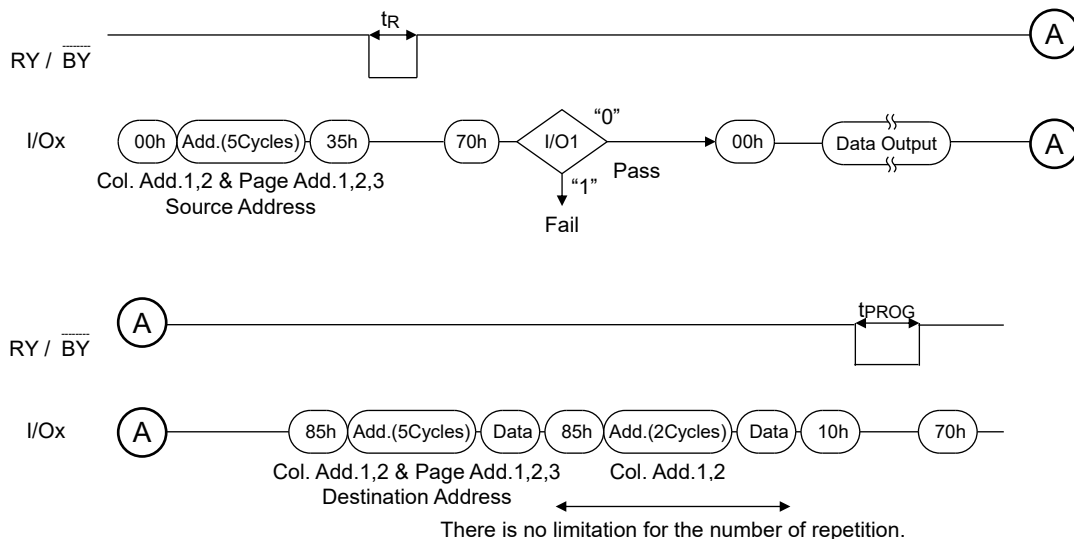 tR
RY / BY
A
I/Ox
00h Add.(5Cycles) 35h 70h I/O1 “0” 00h Data Output A
Pass
“1”
Col. Add.1,2 & Page Add.1,2,3
Source Address
Fail
A
tPROG
RY / BY
I/Ox
A 85h Add.(5Cycles) Data 85h Add.(2Cycles) Data 10h 70h
Col. Add.1,2 & Page Add.1,2,3 Col. Add.1,2
Destination Address
There is no limitation for the number of repetition.